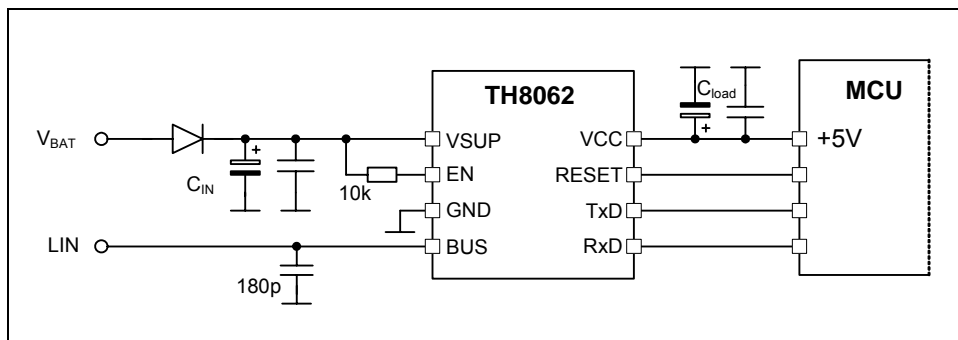 TH8062
MCU
C_load
+
V_BAT
+
C_IN
10k
VSUP
EN
GND
BUS
VCC
RESET
TxD
RxD
+5V
LIN
180p